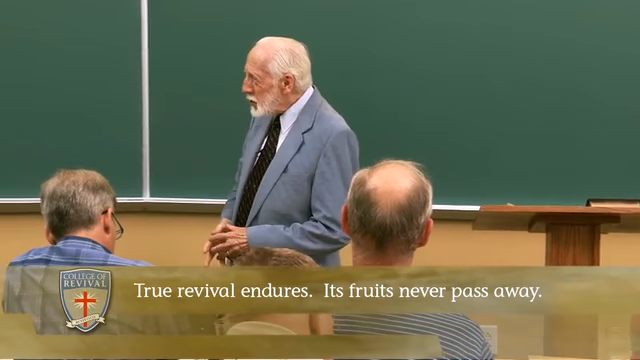 COLLEGE OF
REVIVAL
True revival endures.  Its fruits never pass away.